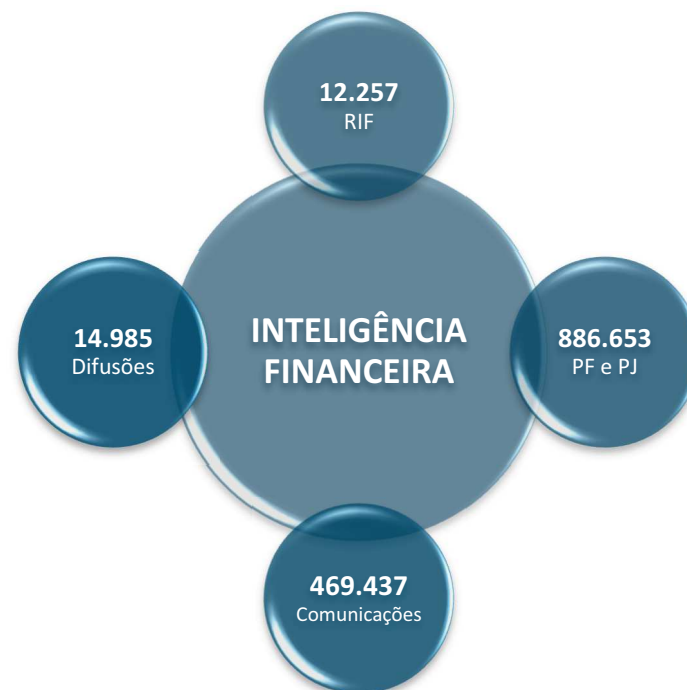 12.257
RIF
INTELIGÊNCIA
FINANCEIRA
14.985
Difusões
886.653
PF e PJ
469.437
Comunicações